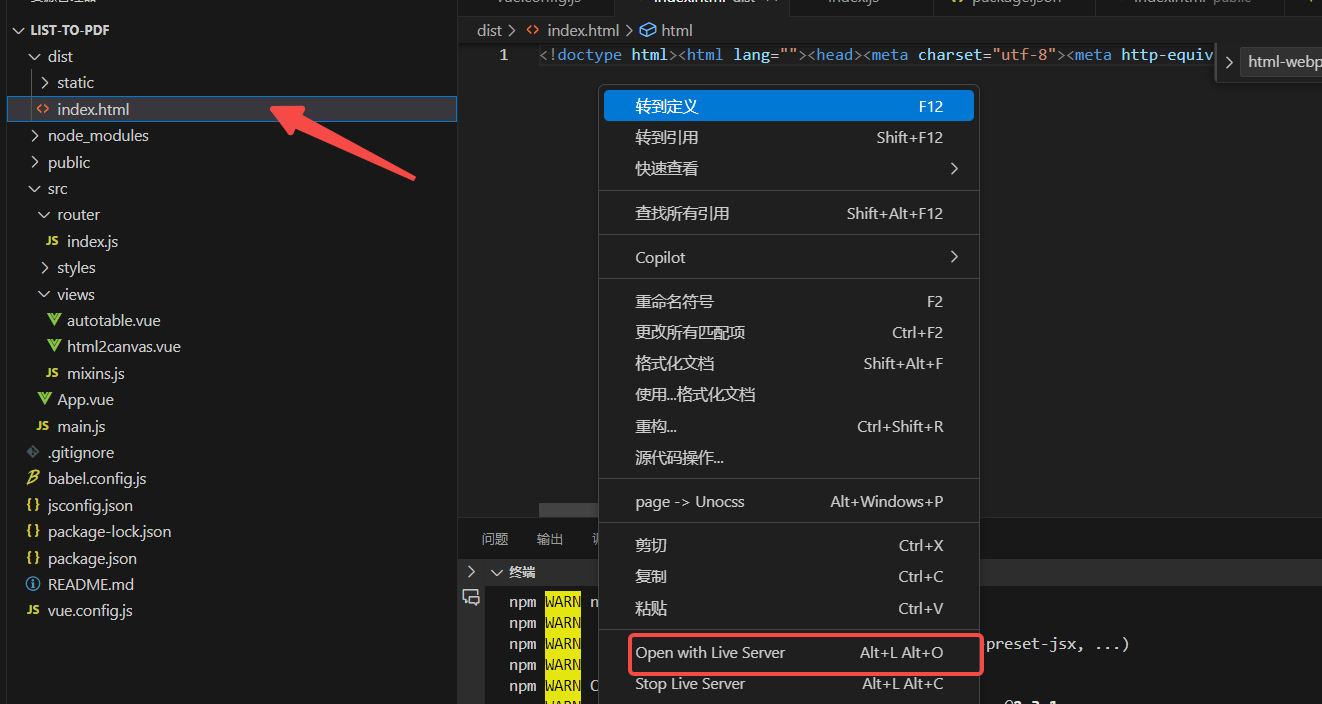 LIST-TO-PDF
dist
static
index.html
node_modules
public
src
router
JS index.js
styles
views
autotable.vue
html2canvas.vue
JS mixins.js
App.vue
JS main.js
.gitignore
babel.config.js
{} jsconfig.json
{} package-lock.json
{} package.json
README.md
JS vue.config.js
dist > <> index.html > html
1 <!doctype html><html lang=""><head><meta charset="utf-8"><meta http-equiv
> html-webp
转到定义 F12
转到引用 Shift+F12
快速查看
查找所有引用 Shift+Alt+F12
Copilot
重命名符号 F2
更改所有匹配项 Ctrl+F2
格式化文档 Shift+Alt+F
使用...格式化文档
重构... Ctrl+Shift+R
源代码操作...
page -> Unocss Alt+Windows+P
剪切 Ctrl+X
复制 Ctrl+C
粘贴 Ctrl+V
Open with Live Server Alt+L Alt+O
Stop Live Server Alt+L Alt+C
问题 输出
终端
npm WARN n
npm WARN
npm WARN preset-jsx, ...)
npm WARN
npm WARN